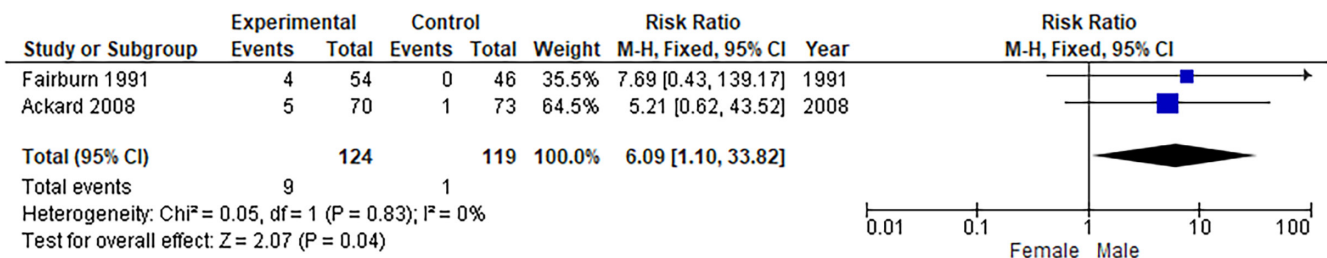 Experimental Control Risk Ratio Risk Ratio
Study or Subgroup Events Total Events Total Weight M-H, Fixed, 95% CI Year M-H, Fixed, 95% CI
Fairburn 1991 4 54 0 46 35.5% 7.69 [0.43, 139.17] 1991
Ackard 2008 5 70 1 73 64.5% 5.21 [0.62, 43.52] 2008
Total (95% CI) 124 119 100.0% 6.09 [1.10, 33.82]
Total events 9 1
Heterogeneity: Chi² = 0.05, df = 1 (P = 0.83); I² = 0%
Test for overall effect: Z = 2.07 (P = 0.04)
0.01 0.1 1 10 100
Female Male